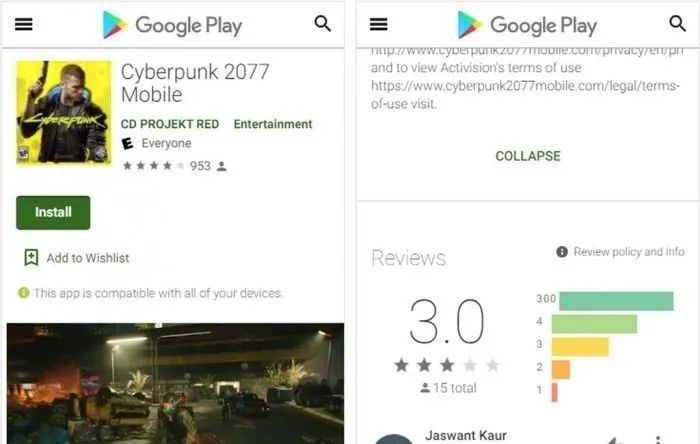 Google Play
Cyberpunk 2077
Mobile
CD PROJEKT RED Entertainment
E Everyone
953
Install
Add to Wishlist
This app is compatible with all of your devices.
Cyberpunk
Google Play
http://www.cyberpunk2077mobile.com/privacy/en/pri
and to view Activision's terms of use
https://www.cyberpunk2077mobile.com/legal/terms-
of-use visit.
COLLAPSE
Reviews
Review policy and info
3.0
15 total
300
4
3
2
1
Jaswant Kaur